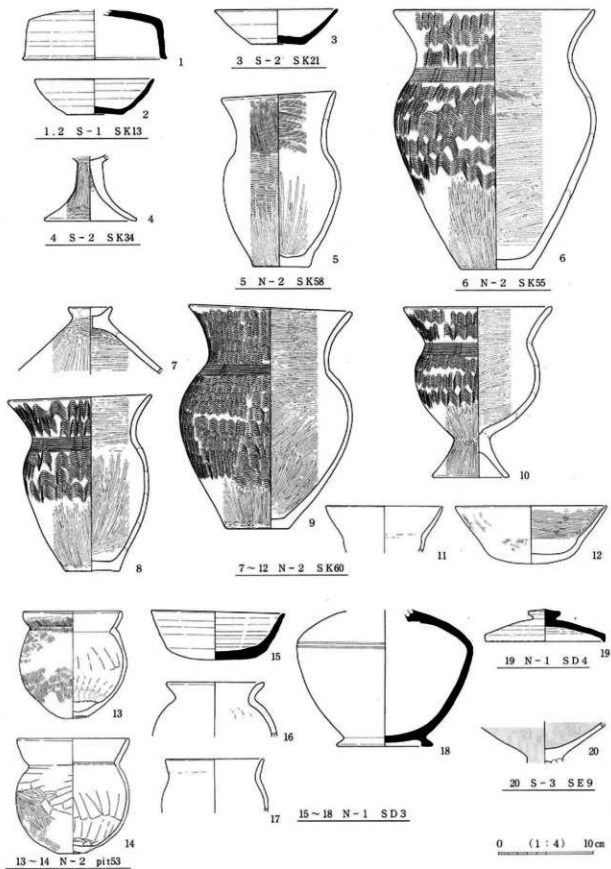 1
2
1.2 S-1 SK13
3
3 S-2 SK21
4
4 S-2 SK34
5
5 N-2 SK58
6
6 N-2 SK55
7
8
9
10
11
12
7~12 N-2 SK60
13
14
13~14 N-2 pit53
15
16
17
18
15~18 N-1 SD3
19
19 N-1 SD4
20
20 S-3 SE9
0 (1:4) 10cm